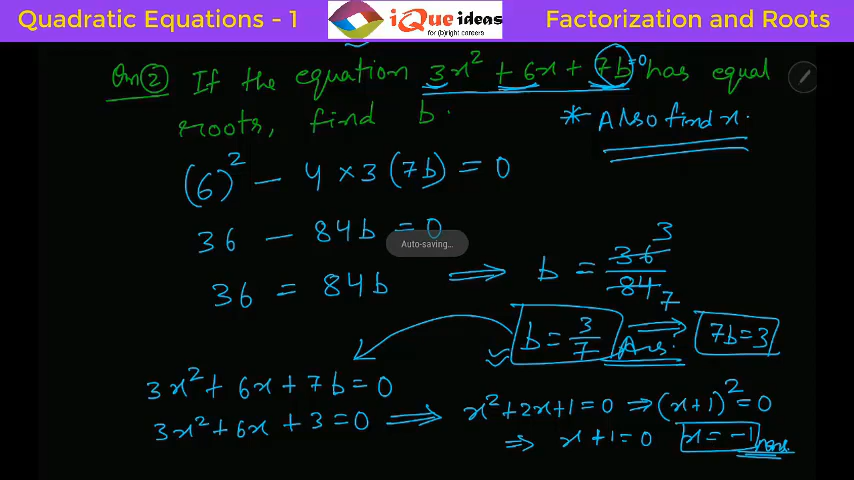 Quadratic Equations - 1
iQue ideas
for (b)right careers
Factorization and Roots
Qn② If the equation 3x² + 6x + 7b =0 has equal
roots, find b.
* Also find x.
(6)² - 4 × 3 (7b) = 0
36 - 84b = 0
Auto-saving...
36 = 84b ⟹ b = 36/84 3/7
b = 3/7 Ans. ⟹ 7b = 3
3x² + 6x + 7b = 0
3x² + 6x + 3 = 0 ⟹ x² + 2x + 1 = 0 ⟹ (x+1)² = 0
⟹ x + 1 = 0 x = -1